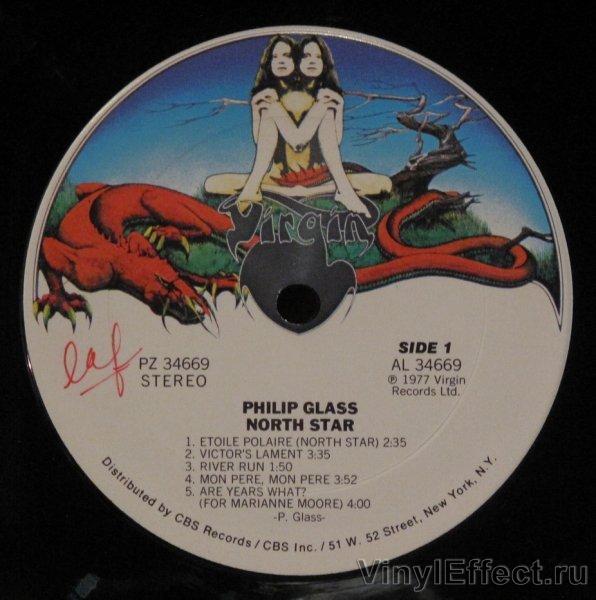 Virgin
eaf
PZ 34669
STEREO
SIDE 1
AL 34669
℗ 1977 Virgin
Records Ltd.
PHILIP GLASS
NORTH STAR
1. ETOILE POLAIRE (NORTH STAR) 2:35
2. VICTOR'S LAMENT 3:35
3. RIVER RUN 1:50
4. MON PERE, MON PERE 3:52
5. ARE YEARS WHAT?
(FOR MARIANNE MOORE) 4:00
-P. Glass-
Distributed by CBS Records / CBS Inc. / 51 W. 52 Street, New York, N.Y.
VinylEffect.ru